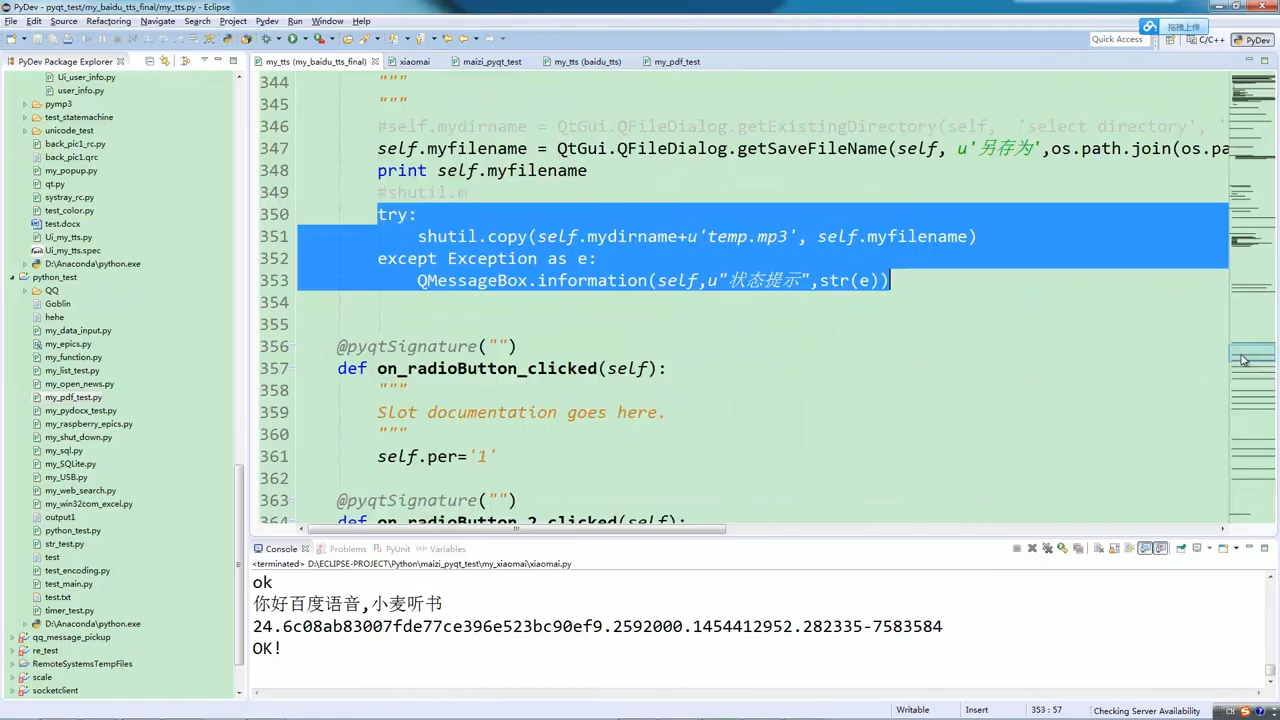 PyDev - pyqt_test/my_baidu_tts_final/my_tts.py - Eclipse
File Edit Source Refactoring Navigate Search Project Pydev Run Window Help
拖拽上传
Quick Access
C/C++
PyDev
PyDev Package Explorer
my_tts (my_baidu_tts_final)
xiaomai
maizi_pyqt_test
my_tts (baidu_tts)
my_pdf_test
Ui_user_info.py
user_info.py
pymp3
test_statemachine
unicode_test
back_pic1_rc.py
back_pic1.qrc
my_popup.py
qt.py
systray_rc.py
test_color.py
test.docx
Ui_my_tts.py
Ui_my_tts.spec
D:\Anaconda\python.exe
python_test
QQ
Goblin
hehe
my_data_input.py
my_epics.py
my_function.py
my_list_test.py
my_open_news.py
my_pdf_test.py
my_pydocx_test.py
my_raspberry_epics.py
my_shut_down.py
my_sql.py
my_SQLite.py
my_USB.py
my_web_search.py
my_win32com_excel.py
output1
python_test.py
str_test.py
test
test_encoding.py
test_main.py
test.txt
timer_test.py
D:\Anaconda\python.exe
qq_message_pickup
re_test
RemoteSystemsTempFiles
scale
socketclient
344 """
345 """
346 #self.mydirname = QtGui.QFileDialog.getExistingDirectory(self, 'select directory', '
347 self.myfilename = QtGui.QFileDialog.getSaveFileName(self, u'另存为',os.path.join(os.pa
348 print self.myfilename
349 #shutil.m
350 try:
351 shutil.copy(self.mydirname+u'temp.mp3', self.myfilename)
352 except Exception as e:
353 QMessageBox.information(self,u"状态提示",str(e))
354
355
356 @pyqtSignature("")
357 def on_radioButton_clicked(self):
358 """
359 Slot documentation goes here.
360 """
361 self.per='1'
362
363 @pyqtSignature("")
364 def on_radioButton_2_clicked(self):
Console Problems PyUnit Variables
<terminated> D:\ECLIPSE-PROJECT\Python\maizi_pyqt_test\my_xiaomai\xiaomai.py
ok
你好百度语音,小麦听书
24.6c08ab83007fde77ce396e523bc90ef9.2592000.1454412952.282335-7583584
OK!
Writable Insert 353 : 57 Checking Server Availability
CH